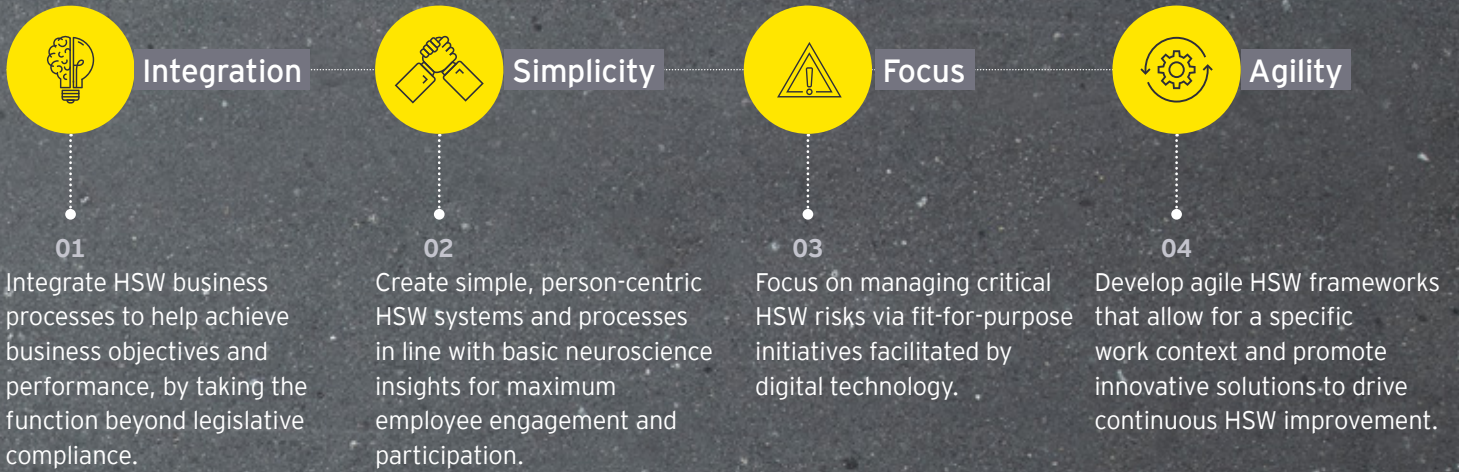 Integration
Simplicity
Focus
Agility
01
Integrate HSW business
processes to help achieve
business objectives and
performance, by taking the
function beyond legislative
compliance.
02
Create simple, person-centric
HSW systems and processes
in line with basic neuroscience
insights for maximum
employee engagement and
participation.
03
Focus on managing critical
HSW risks via fit-for-purpose
initiatives facilitated by
digital technology.
04
Develop agile HSW frameworks
that allow for a specific
work context and promote
innovative solutions to drive
continuous HSW improvement.